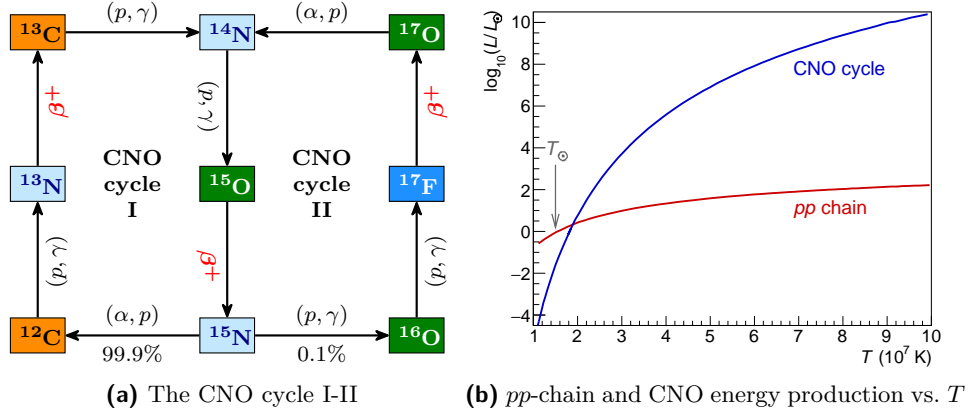 ¹³C (p, γ) ¹⁴N (α, p) ¹⁷O
β⁺ (p, γ) β⁺
¹³N CNO cycle I ¹⁵O CNO cycle II ¹⁷F
(p, γ) β⁺ (p, γ)
¹²C (α, p) 99.9% ¹⁵N (p, γ) 0.1% ¹⁶O
(a) The CNO cycle I-II
log₁₀(L/L☉)
10
8
6
4
2
0
−2
−4
CNO cycle
T☉
pp chain
1 2 3 4 5 6 7 8 9 10
T (10⁷ K)
(b) pp-chain and CNO energy production vs. T